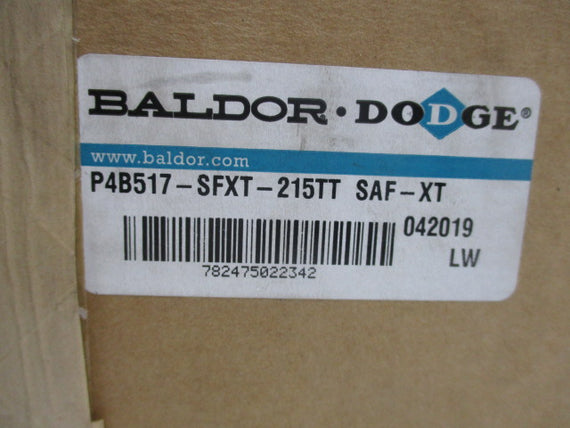 BALDOR · DODGE®
www.baldor.com
P4B517-SFXT-215TT SAF-XT
042019
782475022342
LW